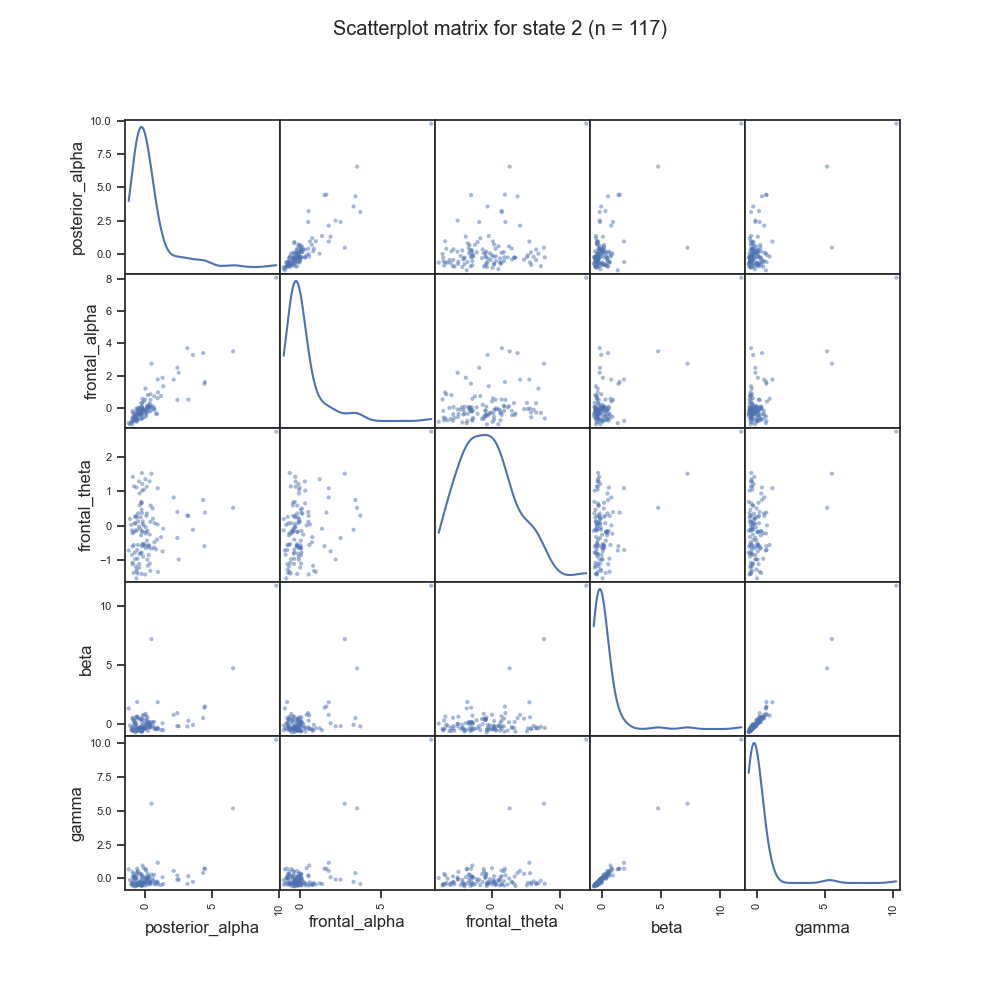 Scatterplot matrix for state 2 (n = 117)
posterior_alpha
10.0
7.5
5.0
2.5
0.0
frontal_alpha
8
6
4
2
0
frontal_theta
2
1
0
−1
beta
10
5
0
gamma
10.0
7.5
5.0
2.5
0.0
0 5 10 0 5 0 2 0 5 10 0 5 10
posterior_alpha frontal_alpha frontal_theta beta gamma